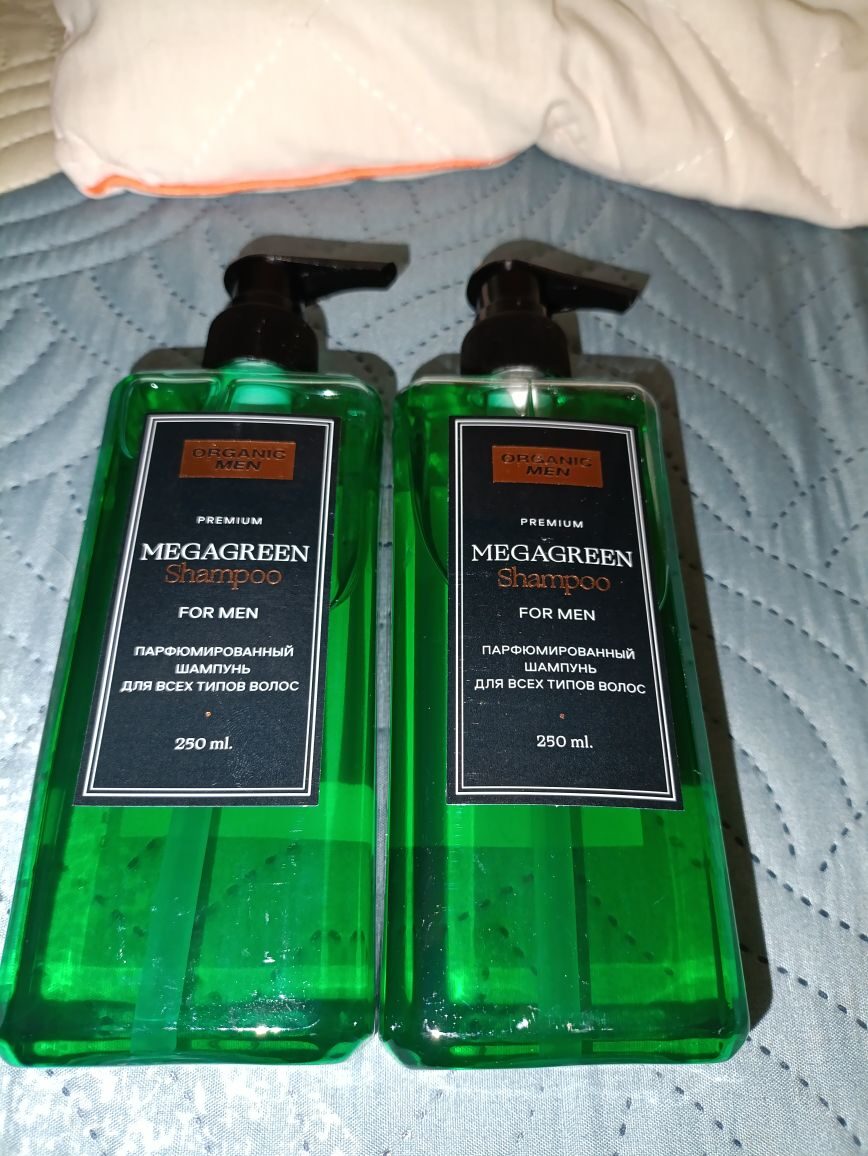 ORGANIC
MEN
PREMIUM
MEGAGREEN
Shampoo
FOR MEN
ПАРФЮМИРОВАННЫЙ
ШАМПУНЬ
ДЛЯ ВСЕХ ТИПОВ ВОЛОС
250 ml.
ORGANIC
MEN
PREMIUM
MEGAGREEN
Shampoo
FOR MEN
ПАРФЮМИРОВАННЫЙ
ШАМПУНЬ
ДЛЯ ВСЕХ ТИПОВ ВОЛОС
250 ml.